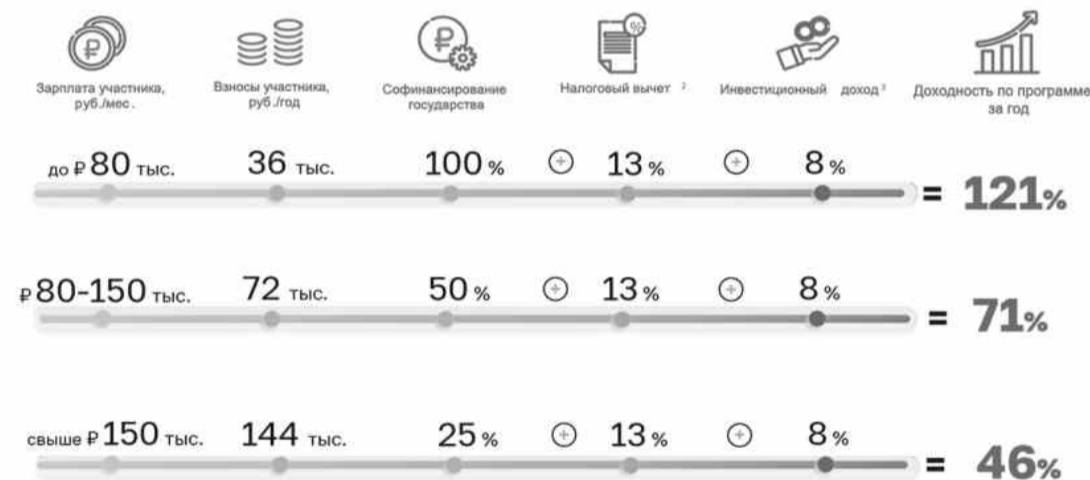 Зарплата участника,
руб./мес.
Взносы участника,
руб./год
Софинансирование
государства
Налоговый вычет ²
Инвестиционный доход ³
Доходность по программе
за год
до ₽ 80 тыс.
36 тыс.
100 %
+
13 %
+
8 %
= 121%
₽ 80-150 тыс.
72 тыс.
50 %
+
13 %
+
8 %
= 71%
свыше ₽ 150 тыс.
144 тыс.
25 %
+
13 %
+
8 %
= 46%